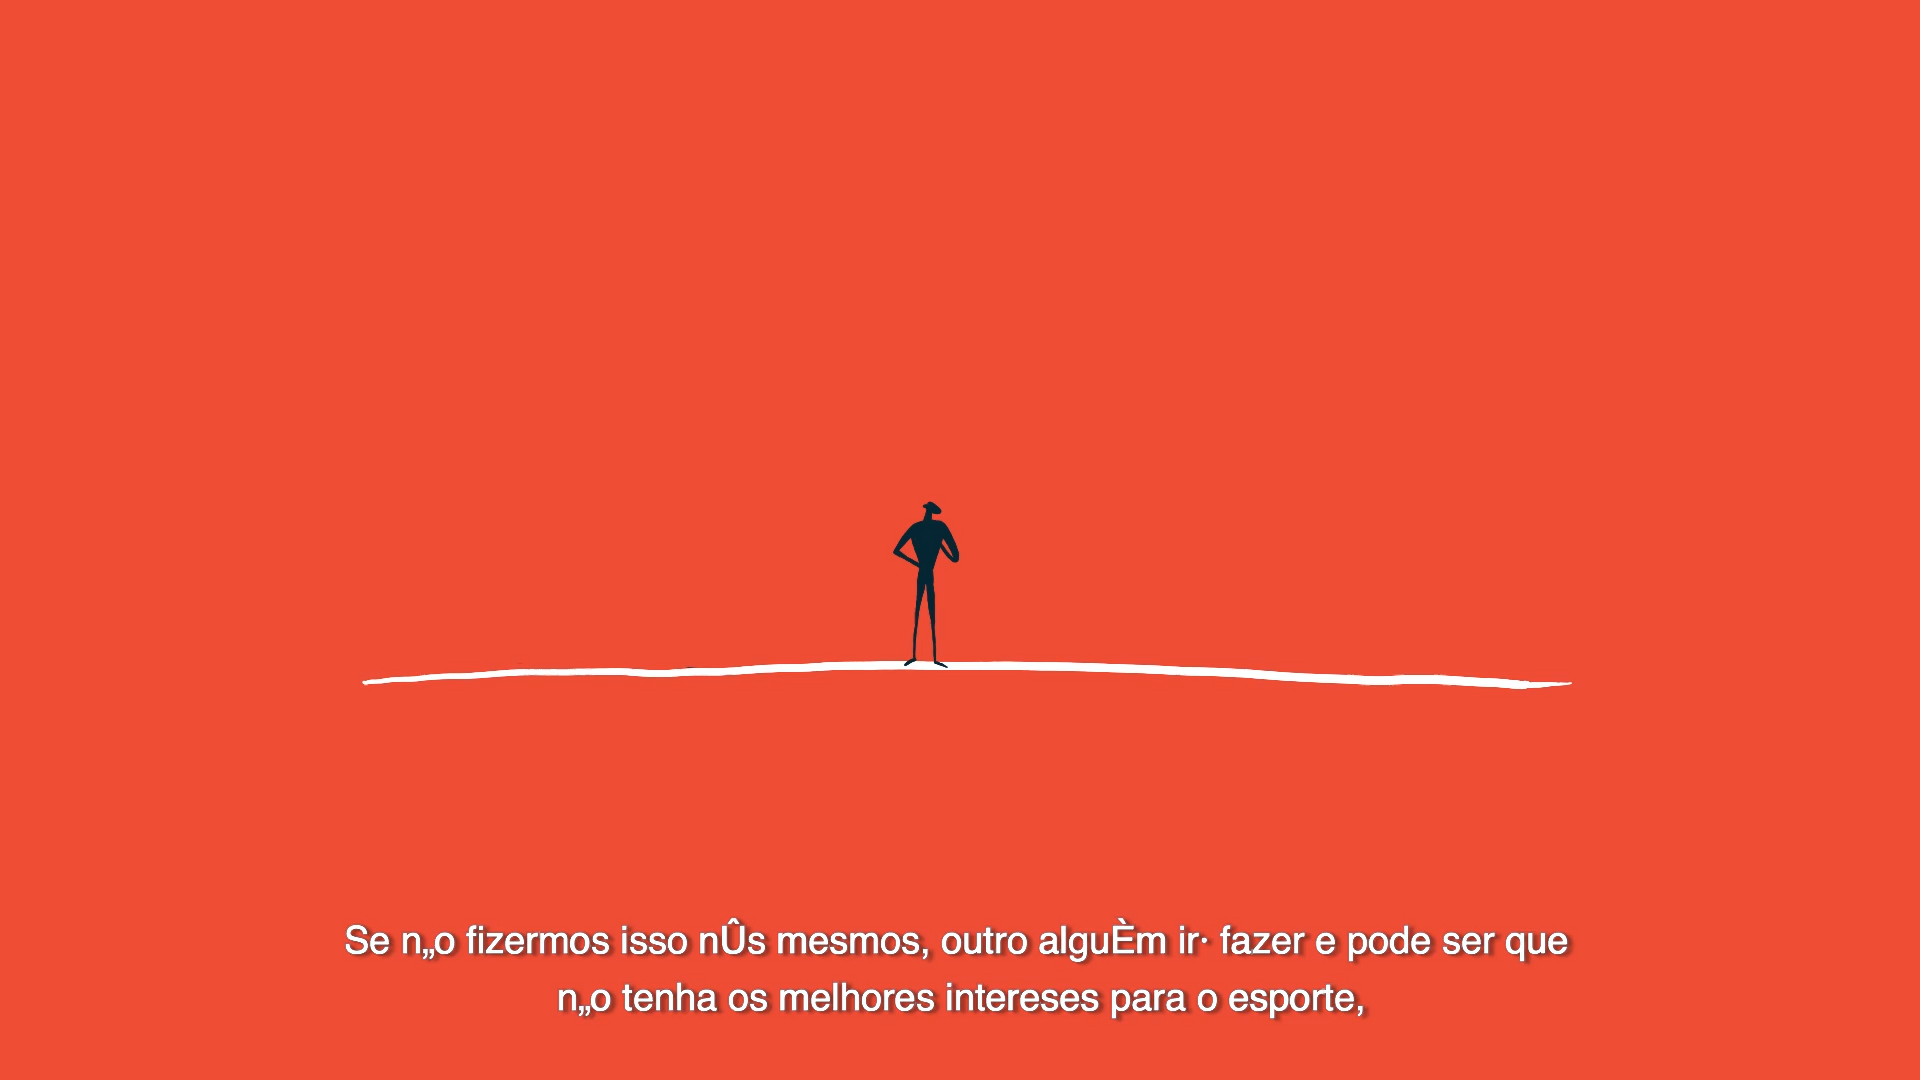 Se n„o fizermos isso nÛs mesmos, outro alguÈm ir· fazer e pode ser que
n„o tenha os melhores intereses para o esporte,